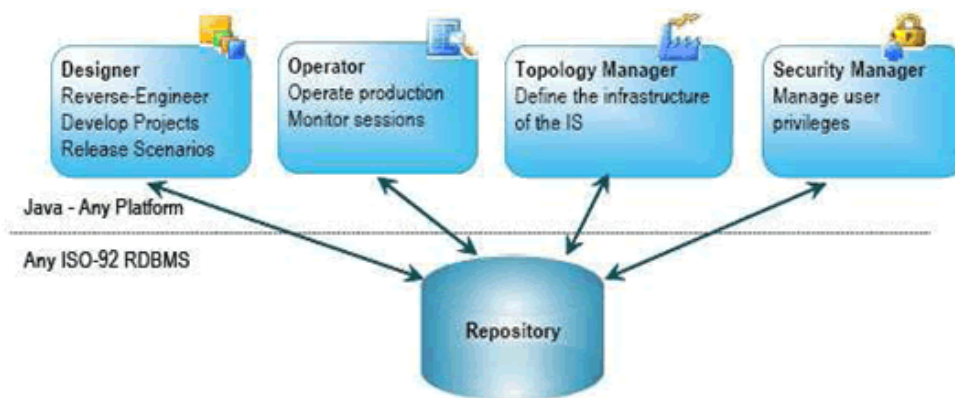 Designer
Reverse-Engineer
Develop Projects
Release Scenarios
Operator
Operate production
Monitor sessions
Topology Manager
Define the infrastructure
of the IS
Security Manager
Manage user
privileges
Java - Any Platform
Any ISO-92 RDBMS
Repository